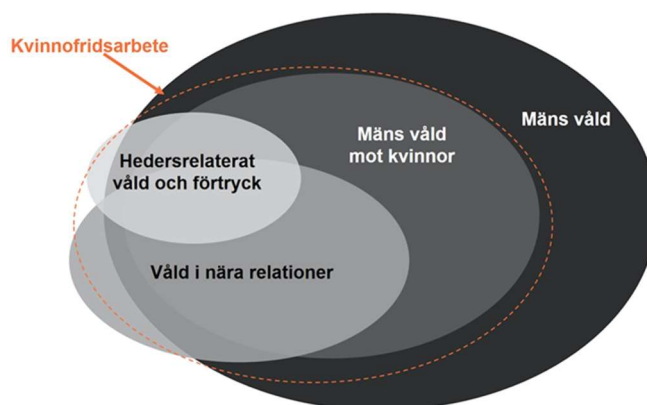 Kvinnofridsarbete
Mäns våld
Mäns våld
mot kvinnor
Hedersrelaterat
våld och förtryck
Våld i nära relationer